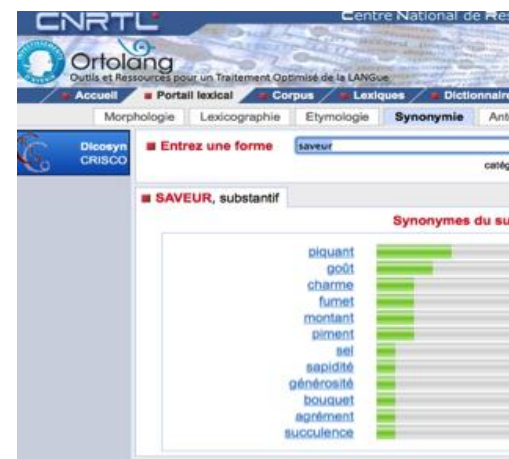 CNRTL
Centre National de Res
Ortolang
Outils et Ressources pour un Traitement Optimisé de la LANGue
Accueil Portail lexical Corpus Lexiques Dictionnaire
Morphologie Lexicographie Etymologie Synonymie Ant
Dicosyn
CRISCO
Entrez une forme saveur
catég
SAVEUR, substantif
Synonymes du su
piquant
goût
charme
fumet
montant
piment
sel
sapidité
générosité
bouquet
agrément
succulence